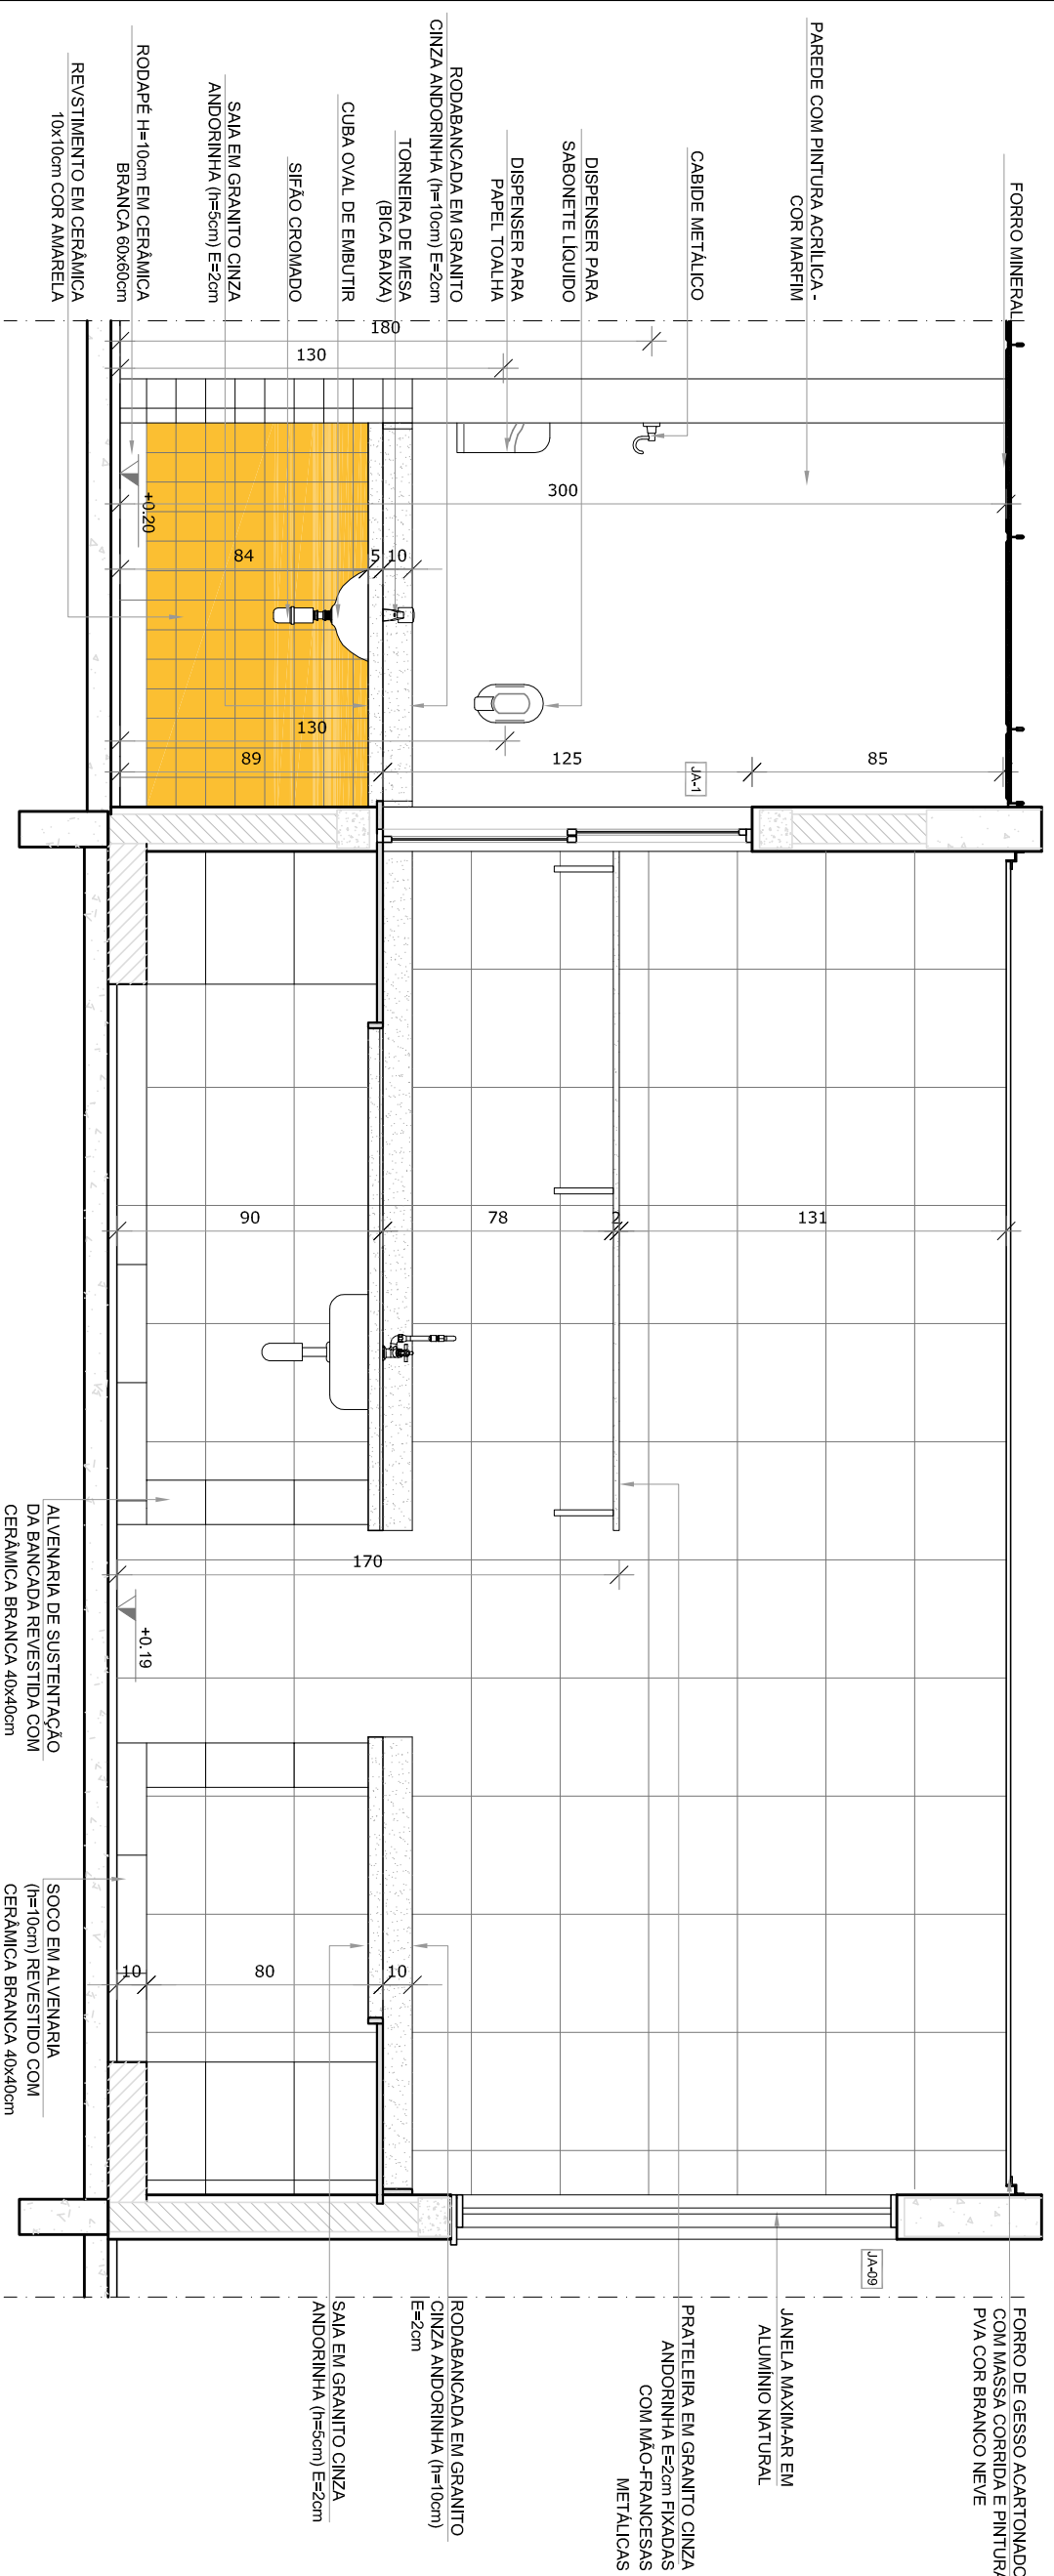 FORRO MINERAL
PAREDE COM PINTURA ACRÍLICA -
COR MARFIM
CABIDE METÁLICO
DISPENSER PARA
SABONETE LÍQUIDO
DISPENSER PARA
PAPEL TOALHA
RODABANCADA EM GRANITO
CINZA ANDORINHA (h=10cm) E=2cm
TORNEIRA DE MESA
(BICA BAIXA)
CUBA OVAL DE EMBUTIR
SIFÃO CROMADO
SAIA EM GRANITO CINZA
ANDORINHA (h=5cm) E=2cm
RODAPÉ H=10cm EM CERÂMICA
BRANCA 60x60cm
REVSTIMENTO EM CERÂMICA
10x10cm COR AMARELA
180
130
300
+0.20
84
5
10
130
89
125
85
JA-1
90
78
2
131
170
+0.19
10
80
10
JA-09
ALVENARIA DE SUSTENTAÇÃO
DA BANCADA REVESTIDA COM
CERÂMICA BRANCA 40x40cm
SOCO EM ALVENARIA
(h=10cm) REVESTIDO COM
CERÂMICA BRANCA 40x40cm
FORRO DE GESSO ACARTONADO
COM MASSA CORRIDA E PINTURA
PVA COR BRANCO NEVE
JANELA MAXIM-AR EM
ALUMÍNIO NATURAL
PRATELEIRA EM GRANITO CINZA
ANDORINHA E=2cm FIXADAS
COM MÃO-FRANCESAS
METÁLICAS
RODABANCADA EM GRANITO
CINZA ANDORINHA (h=10cm)
E=2cm
SAIA EM GRANITO CINZA
ANDORINHA (h=5cm) E=2cm